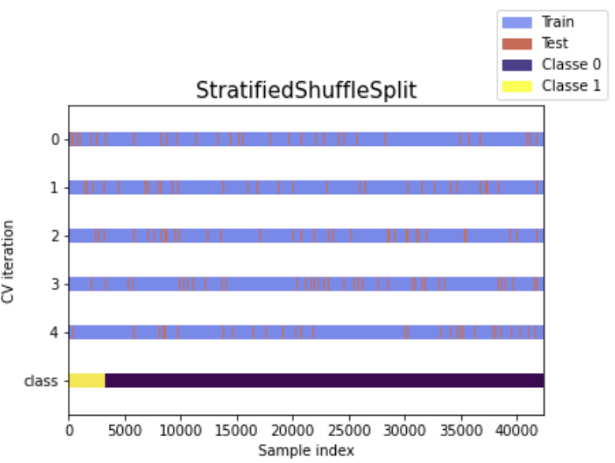 Train
Test
Classe 0
Classe 1
StratifiedShuffleSplit
CV iteration
0
1
2
3
4
class
0 5000 10000 15000 20000 25000 30000 35000 40000
Sample index